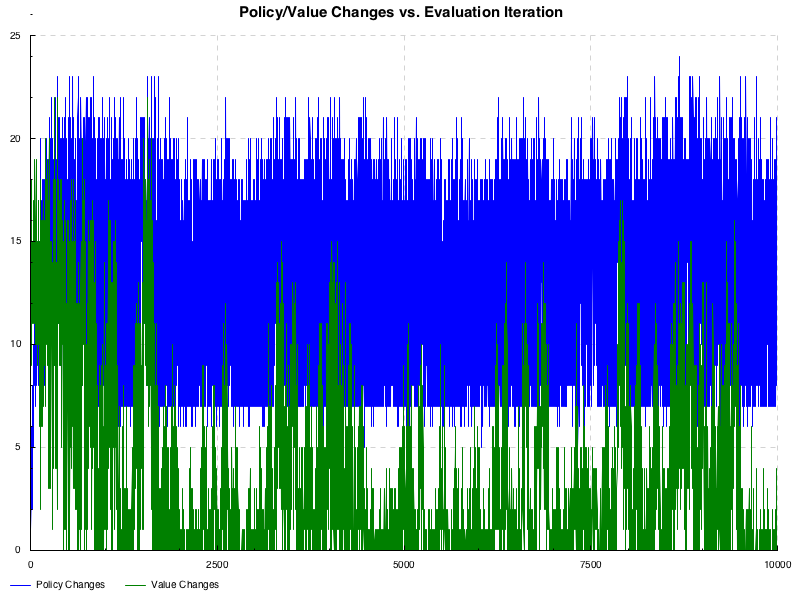 Policy/Value Changes vs. Evaluation Iteration
25
20
15
10
5
0
0 2500 5000 7500 10000
Policy Changes Value Changes